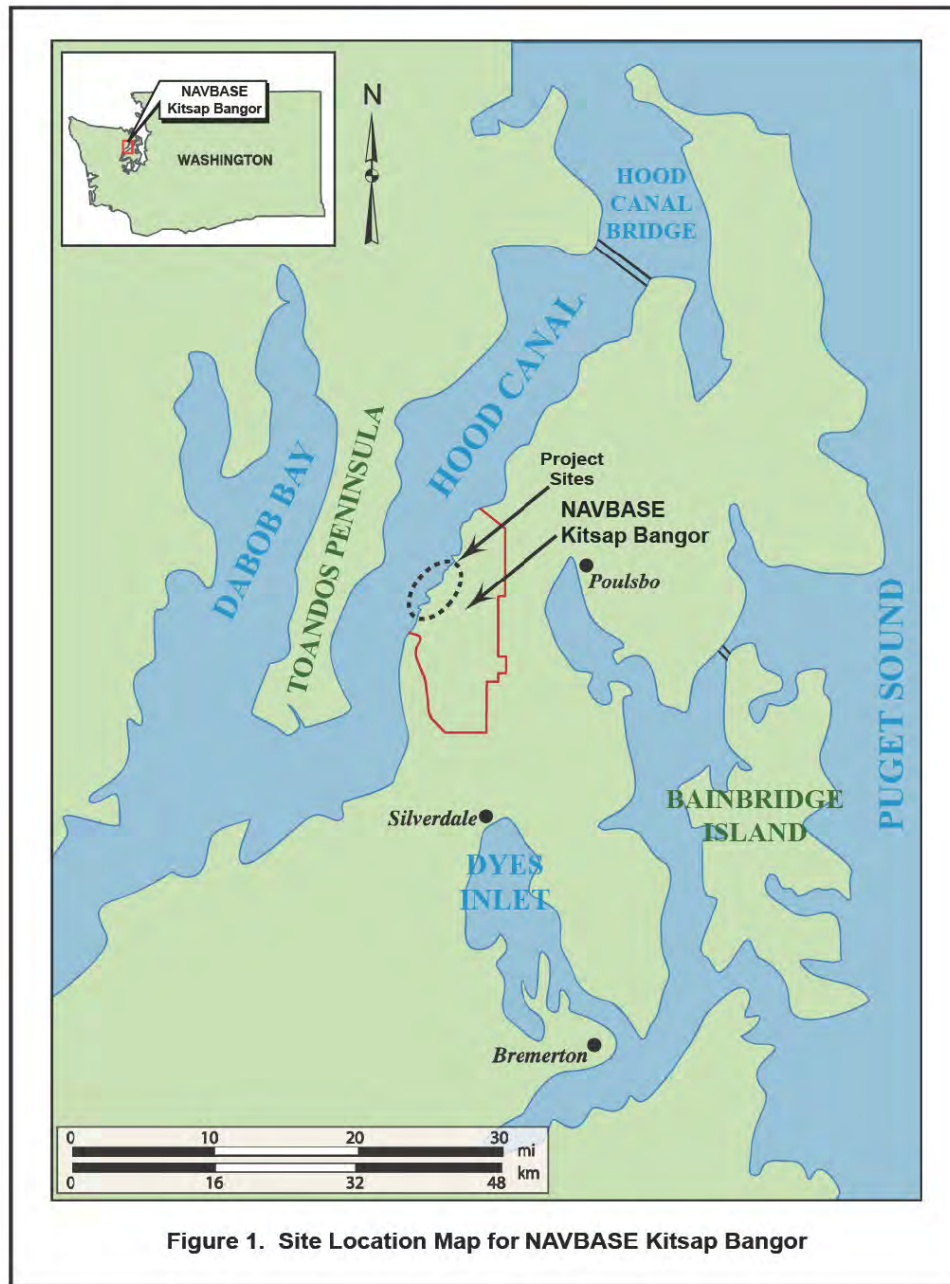 NAVBASE
Kitsap Bangor
WASHINGTON
N
HOOD
CANAL
BRIDGE
HOOD CANAL
DABOB BAY
TOANDOS PENINSULA
Project
Sites
NAVBASE
Kitsap Bangor
Poulsbo
PUGET SOUND
BAINBRIDGE
ISLAND
Silverdale
DYES
INLET
Bremerton
0 10 20 30
mi
km
0 16 32 48
Figure 1. Site Location Map for NAVBASE Kitsap Bangor